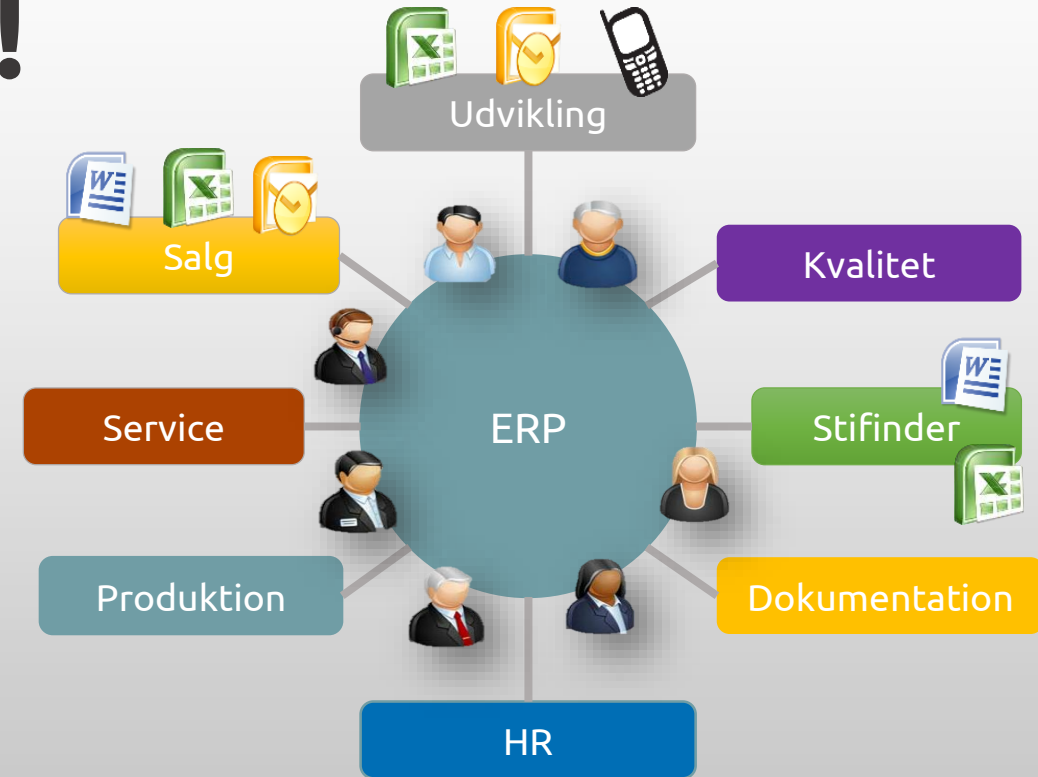 !
Udvikling
W
X
Salg
Kvalitet
Service
ERP
W
Stifinder
X
Produktion
Dokumentation
HR